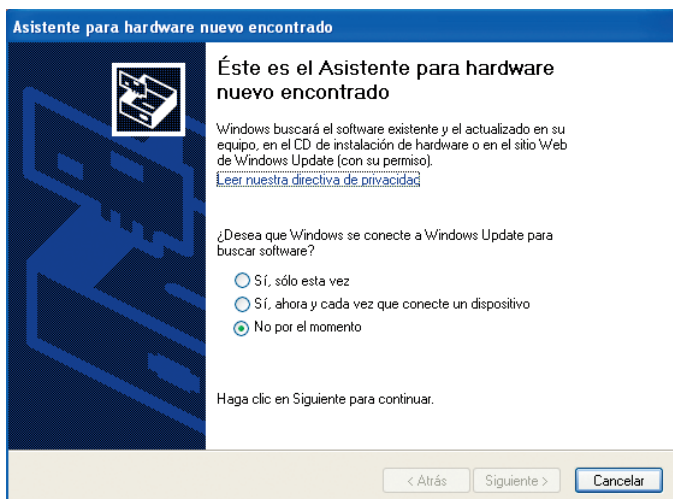 Asistente para hardware nuevo encontrado
Éste es el Asistente para hardware
nuevo encontrado
Windows buscará el software existente y el actualizado en su
equipo, en el CD de instalación de hardware o en el sitio Web
de Windows Update (con su permiso).
Leer nuestra directiva de privacidad
¿Desea que Windows se conecte a Windows Update para
buscar software?
Sí, sólo esta vez
Sí, ahora y cada vez que conecte un dispositivo
No por el momento
Haga clic en Siguiente para continuar.
< Atrás Siguiente > Cancelar